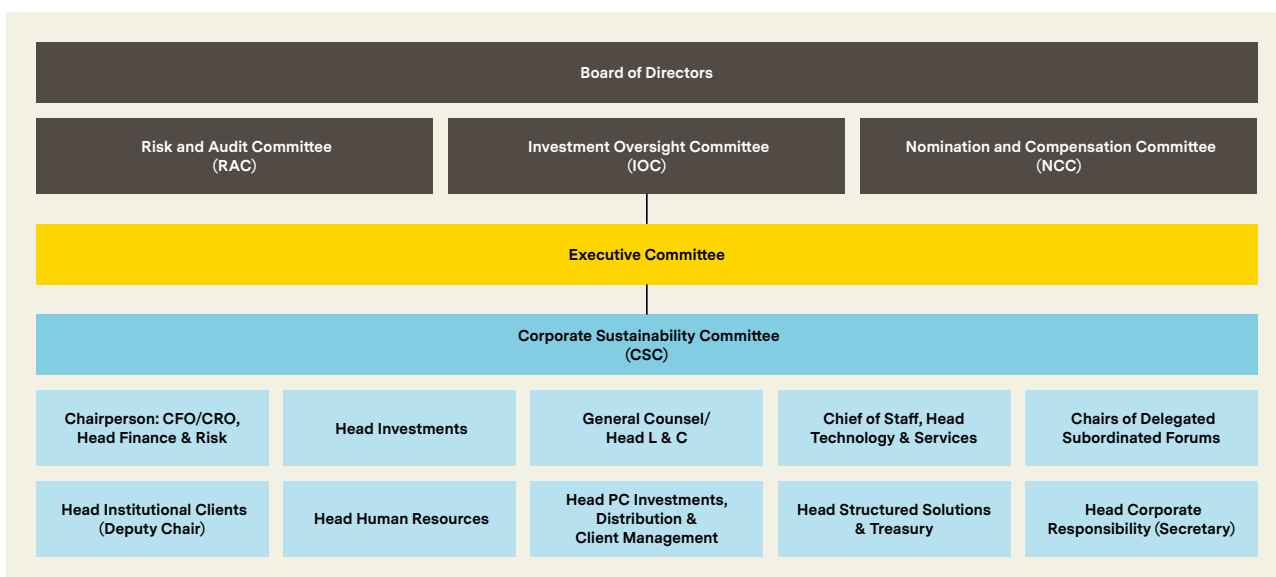 Board of Directors
Risk and Audit Committee
(RAC)
Investment Oversight Committee
(IOC)
Nomination and Compensation Committee
(NCC)
Executive Committee
Corporate Sustainability Committee
(CSC)
Chairperson: CFO/CRO,
Head Finance & Risk
Head Investments
General Counsel/
Head L & C
Chief of Staff, Head
Technology & Services
Chairs of Delegated
Subordinated Forums
Head Institutional Clients
(Deputy Chair)
Head Human Resources
Head PC Investments,
Distribution &
Client Management
Head Structured Solutions
& Treasury
Head Corporate
Responsibility (Secretary)